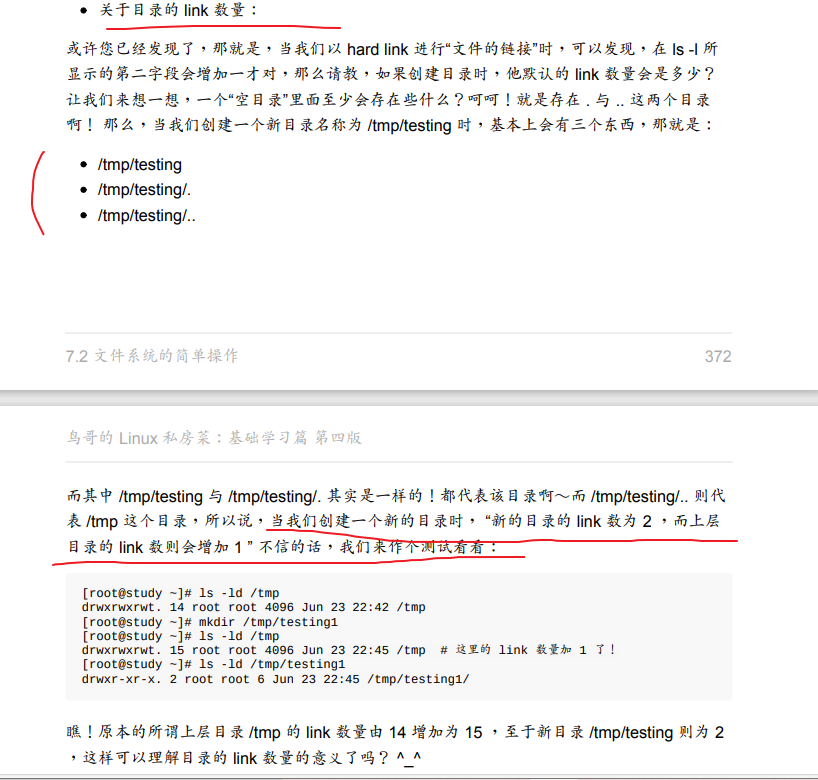 • 关于目录的 link 数量：
或许您已经发现了，那就是，当我们以 hard link 进行“文件的链接”时，可以发现，在 ls -l 所
显示的第二字段会增加一才对，那么请教，如果创建目录时，他默认的 link 数量会是多少？
让我们来想一想，一个“空目录”里面至少会存在些什么？呵呵！就是存在 . 与 .. 这两个目录
啊！ 那么，当我们创建一个新目录名称为 /tmp/testing 时，基本上会有三个东西，那就是：
• /tmp/testing
• /tmp/testing/.
• /tmp/testing/..
7.2 文件系统的简单操作 372
鸟哥的 Linux 私房菜：基础学习篇 第四版
而其中 /tmp/testing 与 /tmp/testing/. 其实是一样的！都代表该目录啊～而 /tmp/testing/.. 则代
表 /tmp 这个目录，所以说，当我们创建一个新的目录时， “新的目录的 link 数为 2 ，而上层
目录的 link 数则会增加 1 ” 不信的话，我们来作个测试看看：
[root@study ~]# ls -ld /tmp
drwxrwxrwt. 14 root root 4096 Jun 23 22:42 /tmp
[root@study ~]# mkdir /tmp/testing1
[root@study ~]# ls -ld /tmp
drwxrwxrwt. 15 root root 4096 Jun 23 22:45 /tmp # 这里的 link 数量加 1 了！
[root@study ~]# ls -ld /tmp/testing1
drwxr-xr-x. 2 root root 6 Jun 23 22:45 /tmp/testing1/
瞧！原本的所谓上层目录 /tmp 的 link 数量由 14 增加为 15 ，至于新目录 /tmp/testing 则为 2
，这样可以理解目录的 link 数量的意义了吗？ ^_^